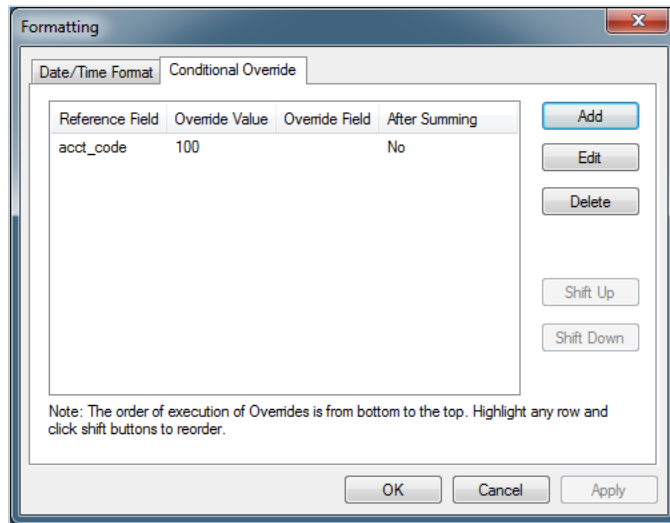 Formatting
Date/Time Format Conditional Override
Reference Field Override Value Override Field After Summing
acct_code 100 No
Add
Edit
Delete
Shift Up
Shift Down
Note: The order of execution of Overrides is from bottom to the top. Highlight any row and
click shift buttons to reorder.
OK Cancel Apply